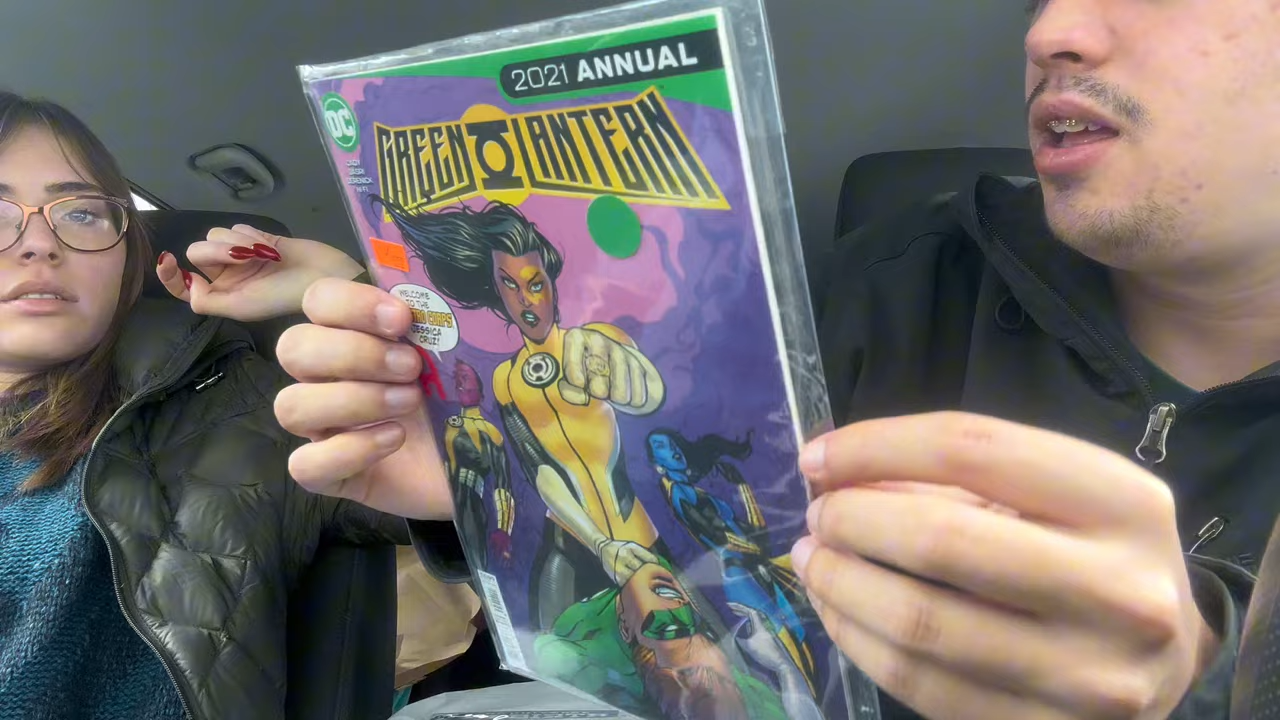 2021 ANNUAL
DC
GREEN LANTERN
WELCOME
TO THE
CORPS
JESSICA
CRUZ!